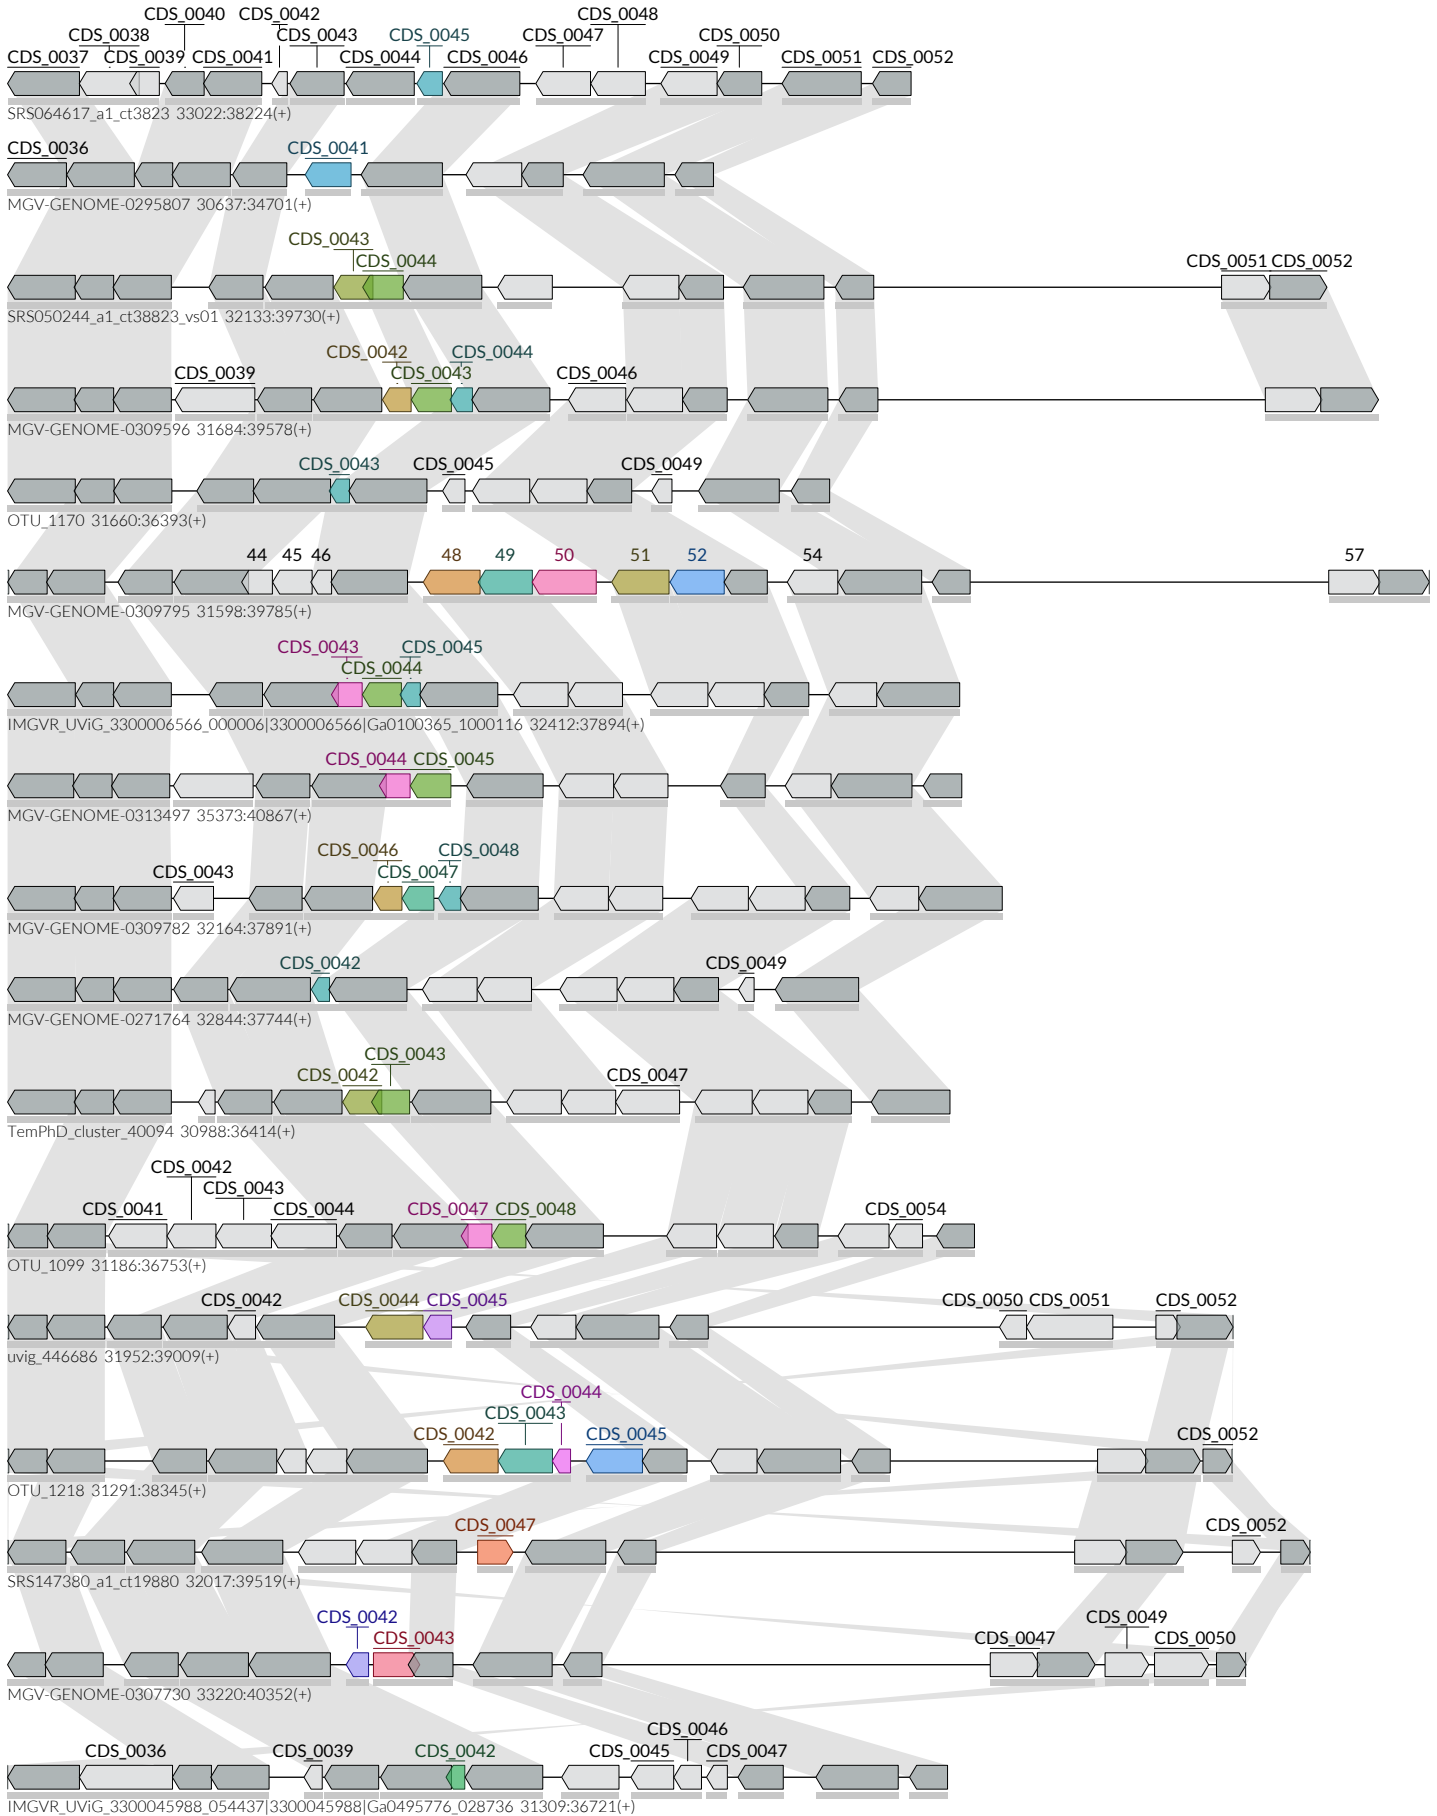 CDS_0040 CDS_0042
CDS_0038 CDS_0043 CDS_0045 CDS_0047 CDS_0048 CDS_0050
CDS_0037 CDS_0039 CDS_0041 CDS_0044 CDS_0046 CDS_0049 CDS_0051 CDS_0052
SRS064617_a1_ct3823 33022:38224(+)
CDS_0036 CDS_0041
MGV-GENOME-0295807 30637:34701(+)
CDS_0043
CDS_0044 CDS_0051 CDS_0052
SRS050244_a1_ct38823_vs01 32133:39730(+)
CDS_0042 CDS_0044
CDS_0039 CDS_0043 CDS_0046
MGV-GENOME-0309596 31684:39578(+)
CDS_0043 CDS_0045 CDS_0049
OTU_1170 31660:36393(+)
44 45 46 48 49 50 51 52 54 57
MGV-GENOME-0309795 31598:39785(+)
CDS_0043 CDS_0045
CDS_0044
IMGVR_UViG_3300006566_000006|3300006566|Ga0100365_1000116 32412:37894(+)
CDS_0044 CDS_0045
MGV-GENOME-0313497 35373:40867(+)
CDS_0046 CDS_0048
CDS_0043 CDS_0047
MGV-GENOME-0309782 32164:37891(+)
CDS_0042 CDS_0049
MGV-GENOME-0271764 32844:37744(+)
CDS_0043
CDS_0042 CDS_0047
TemPhD_cluster_40094 30988:36414(+)
CDS_0042
CDS_0043
CDS_0041 CDS_0044 CDS_0047 CDS_0048 CDS_0054
OTU_1099 31186:36753(+)
CDS_0042 CDS_0044 CDS_0045 CDS_0050 CDS_0051 CDS_0052
uvig_446686 31952:39009(+)
CDS_0044
CDS_0043
CDS_0042 CDS_0045 CDS_0052
OTU_1218 31291:38345(+)
CDS_0047 CDS_0052
SRS147380_a1_ct19880 32017:39519(+)
CDS_0042 CDS_0049
CDS_0043 CDS_0047 CDS_0050
MGV-GENOME-0307730 33220:40352(+)
CDS_0046
CDS_0036 CDS_0039 CDS_0042 CDS_0045 CDS_0047
IMGVR_UViG_3300045988_054437|3300045988|Ga0495776_028736 31309:36721(+)